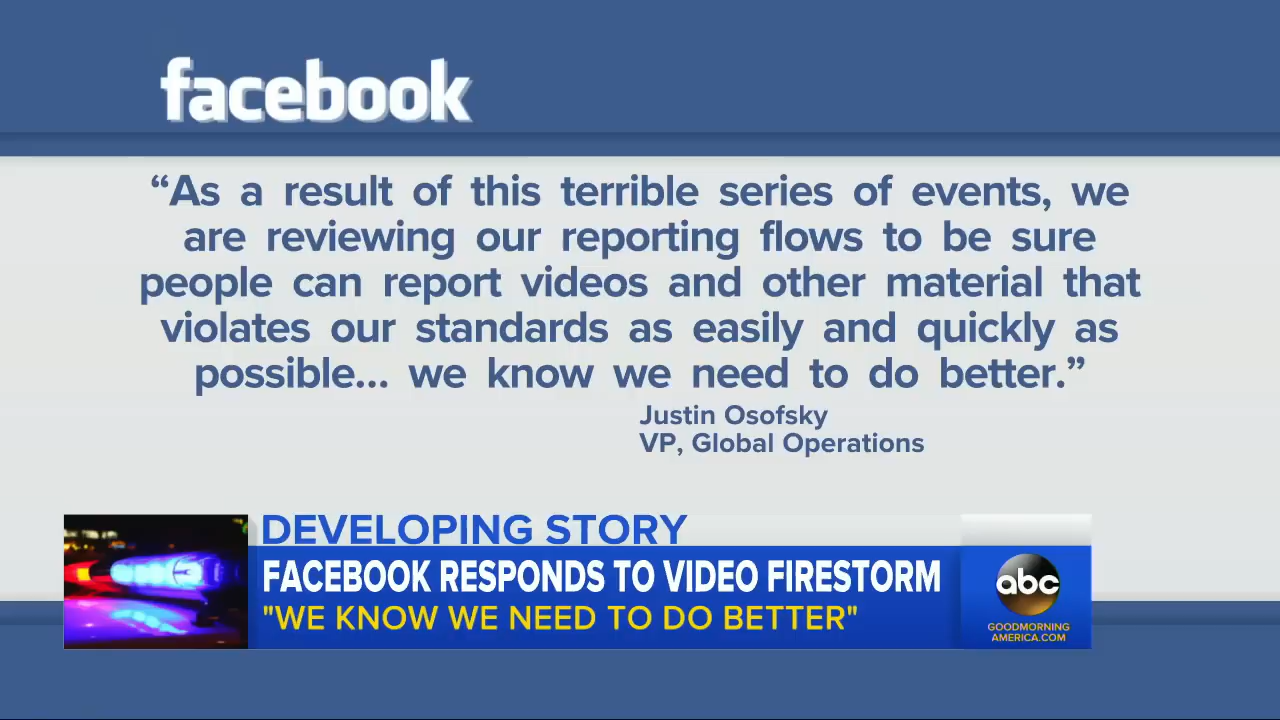 facebook
“As a result of this terrible series of events, we
are reviewing our reporting flows to be sure
people can report videos and other material that
violates our standards as easily and quickly as
possible... we know we need to do better.”
Justin Osofsky
VP, Global Operations
DEVELOPING STORY
FACEBOOK RESPONDS TO VIDEO FIRESTORM
"WE KNOW WE NEED TO DO BETTER"
abc
GOODMORNING
AMERICA.COM